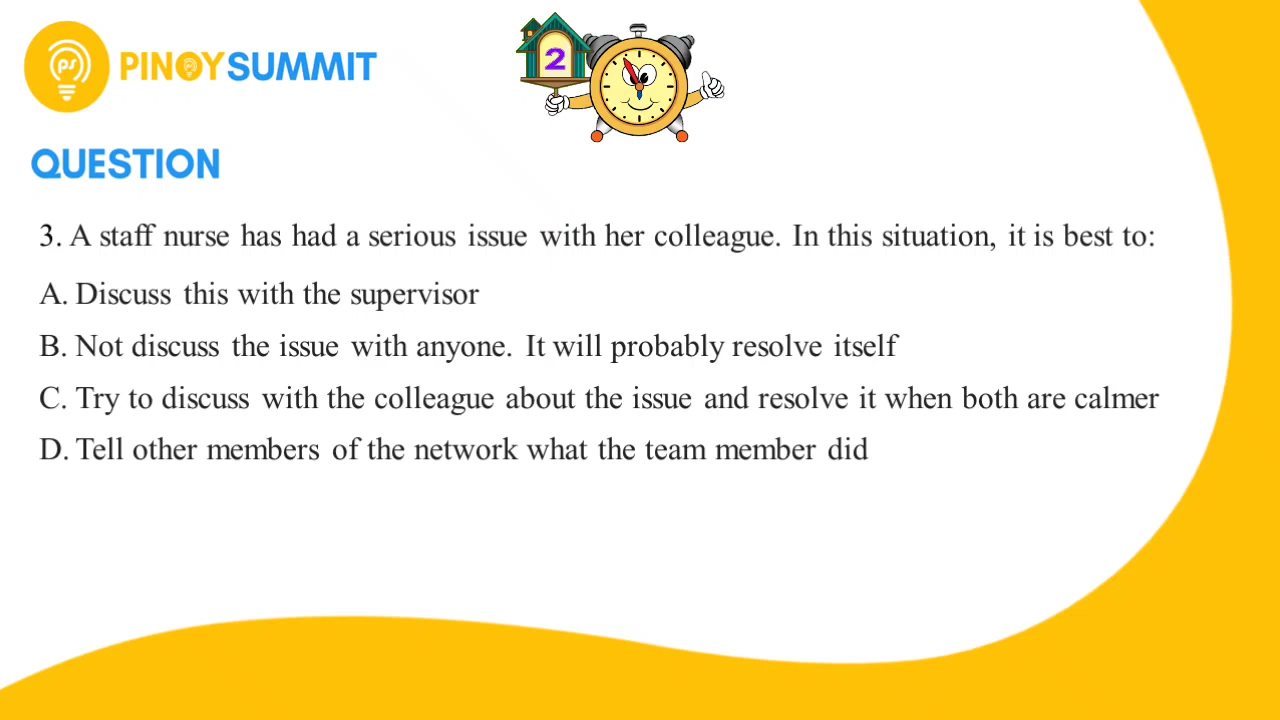 PINOYSUMMIT
2
QUESTION
3. A staff nurse has had a serious issue with her colleague. In this situation, it is best to:
A. Discuss this with the supervisor
B. Not discuss the issue with anyone. It will probably resolve itself
C. Try to discuss with the colleague about the issue and resolve it when both are calmer
D. Tell other members of the network what the team member did